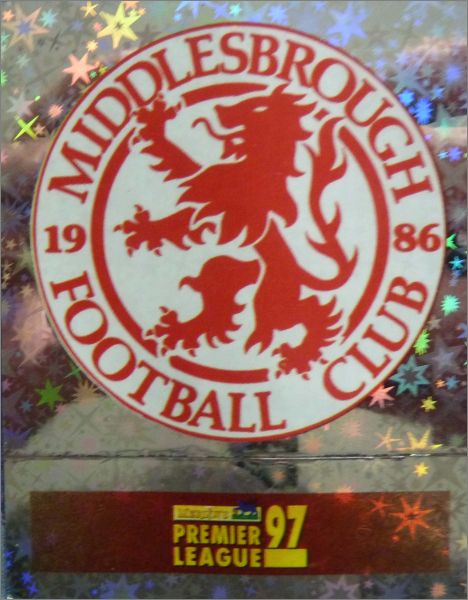 MIDDLESBROUGH
19 86
FOOTBALL CLUB
PREMIER
LEAGUE 97